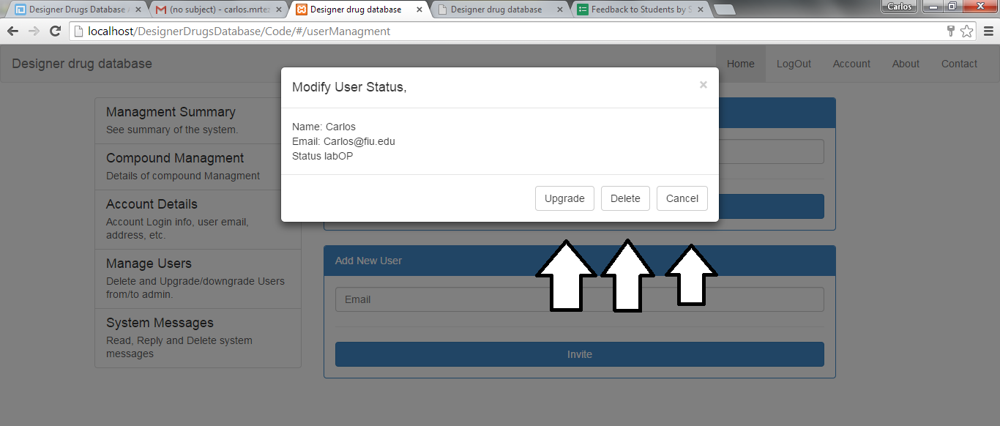 Designer Drugs Database A
(no subject) - carlos.mrtez
Designer drug database
Designer drug database
Feedback to Students by S
Carlos
localhost/DesignerDrugsDatabase/Code/#/userManagment
Designer drug database
Home
LogOut
Account
About
Contact
Modify User Status,
×
Name: Carlos
Email: Carlos@fiu.edu
Status labOP
Upgrade
Delete
Cancel
Managment Summary
See summary of the system.
Compound Managment
Details of compound Managment
Account Details
Account Login info, user email,
address, etc.
Manage Users
Delete and Upgrade/downgrade Users
from/to admin.
System Messages
Read, Reply and Delete system
messages
Add New User
Email
Invite